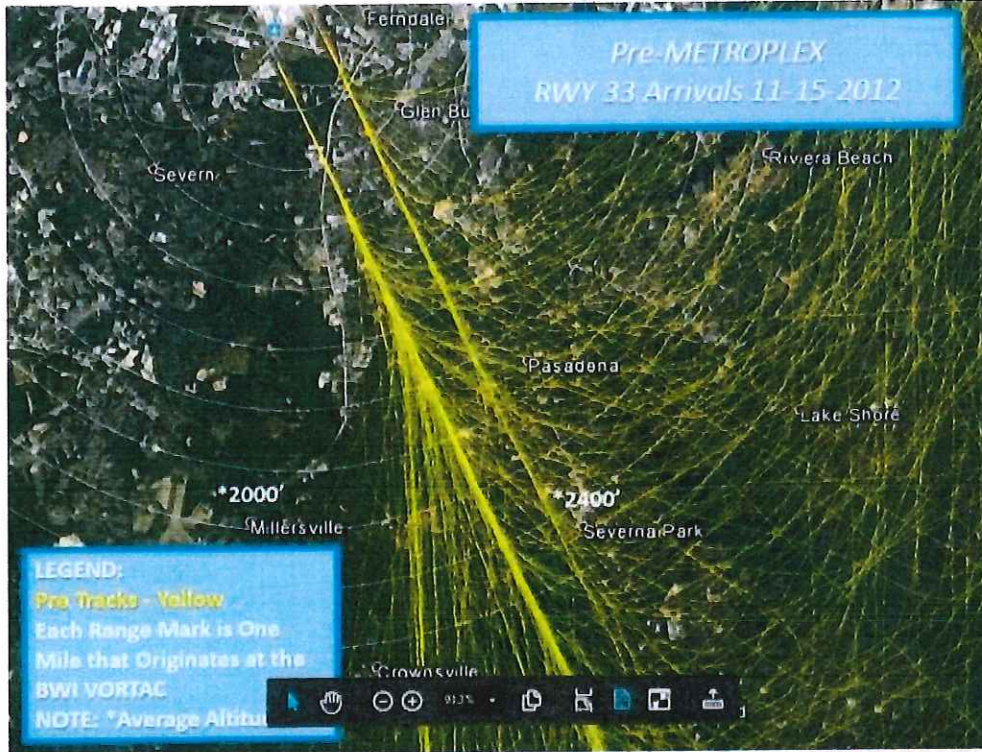 Ferndale
Pre-METROPLEX
RWY 33 Arrivals 11-15-2012
Glen Bu
Riviera Beach
Severn
Pasadena
Lake Shore
*2000'
*2400'
Millersville
Severna Park
LEGEND:
Pre Tracks - Yellow
Each Range Mark is One
Mile that Originates at the
BWI VORTAC
NOTE: *Average Altitu
Crownsville
d